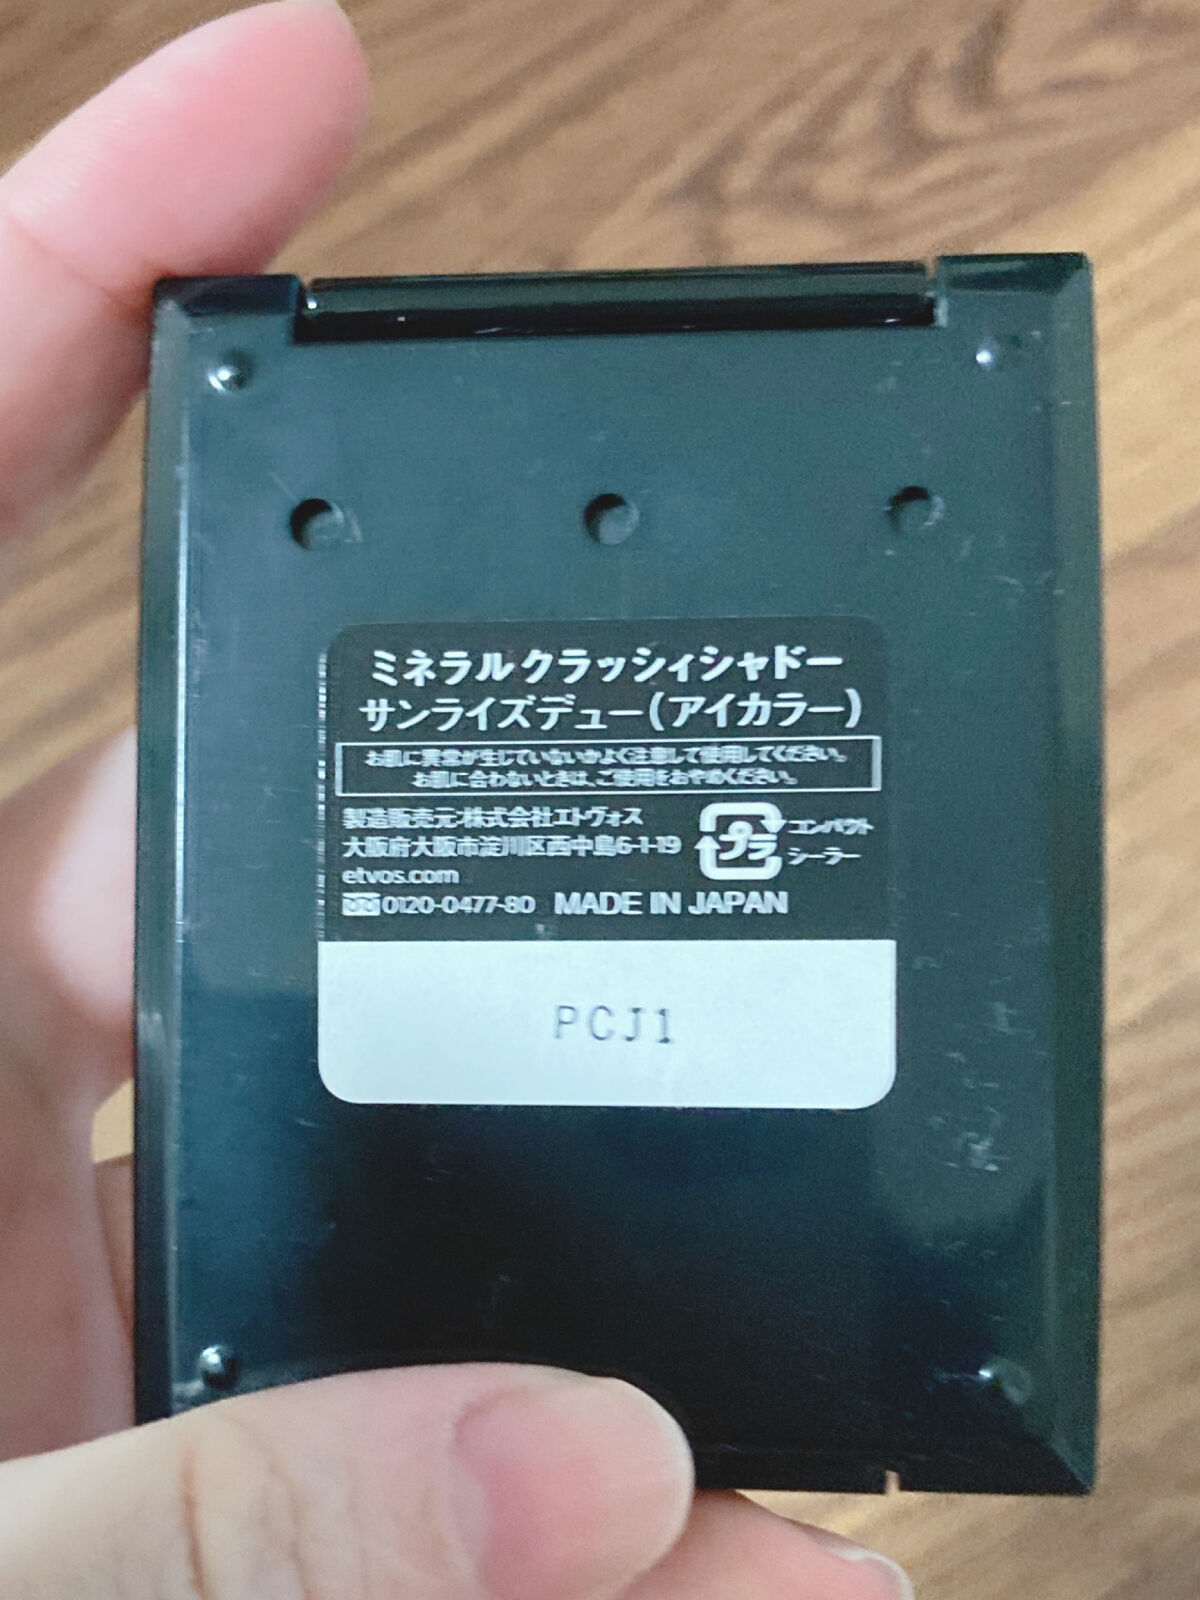 ミネラルクラッシィシャドー
サンライズデュー(アイカラー)
お肌に異常が生じていないかよく注意して使用してください。
お肌に合わないときは、ご使用をおやめください。
製造販売元:株式会社エトヴォス
大阪府大阪市淀川区西中島6-1-19
etvos.com
0120-0477-80 MADE IN JAPAN
プラ
コンパクト
シーラー
PCJ1